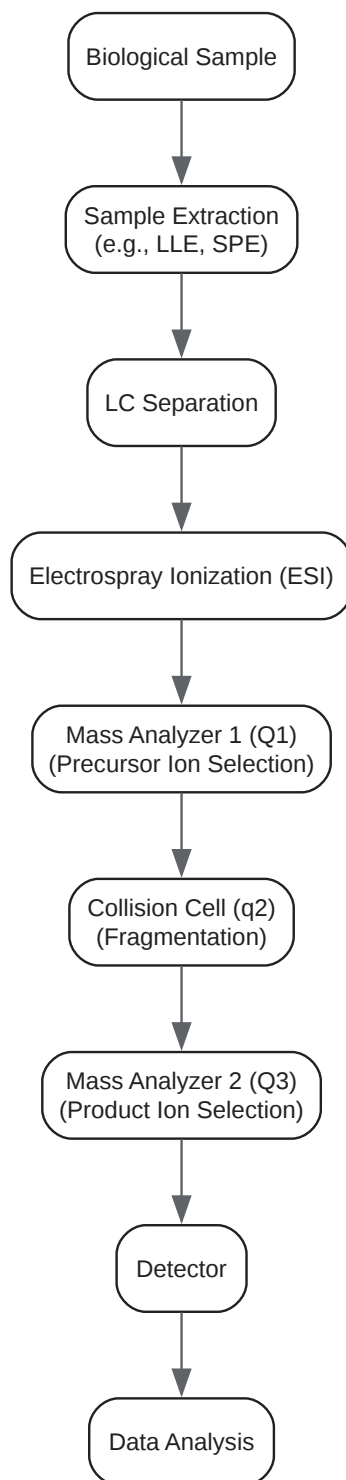 Biological Sample
Sample Extraction
(e.g., LLE, SPE)
LC Separation
Electrospray Ionization (ESI)
Mass Analyzer 1 (Q1)
(Precursor Ion Selection)
Collision Cell (q2)
(Fragmentation)
Mass Analyzer 2 (Q3)
(Product Ion Selection)
Detector
Data Analysis